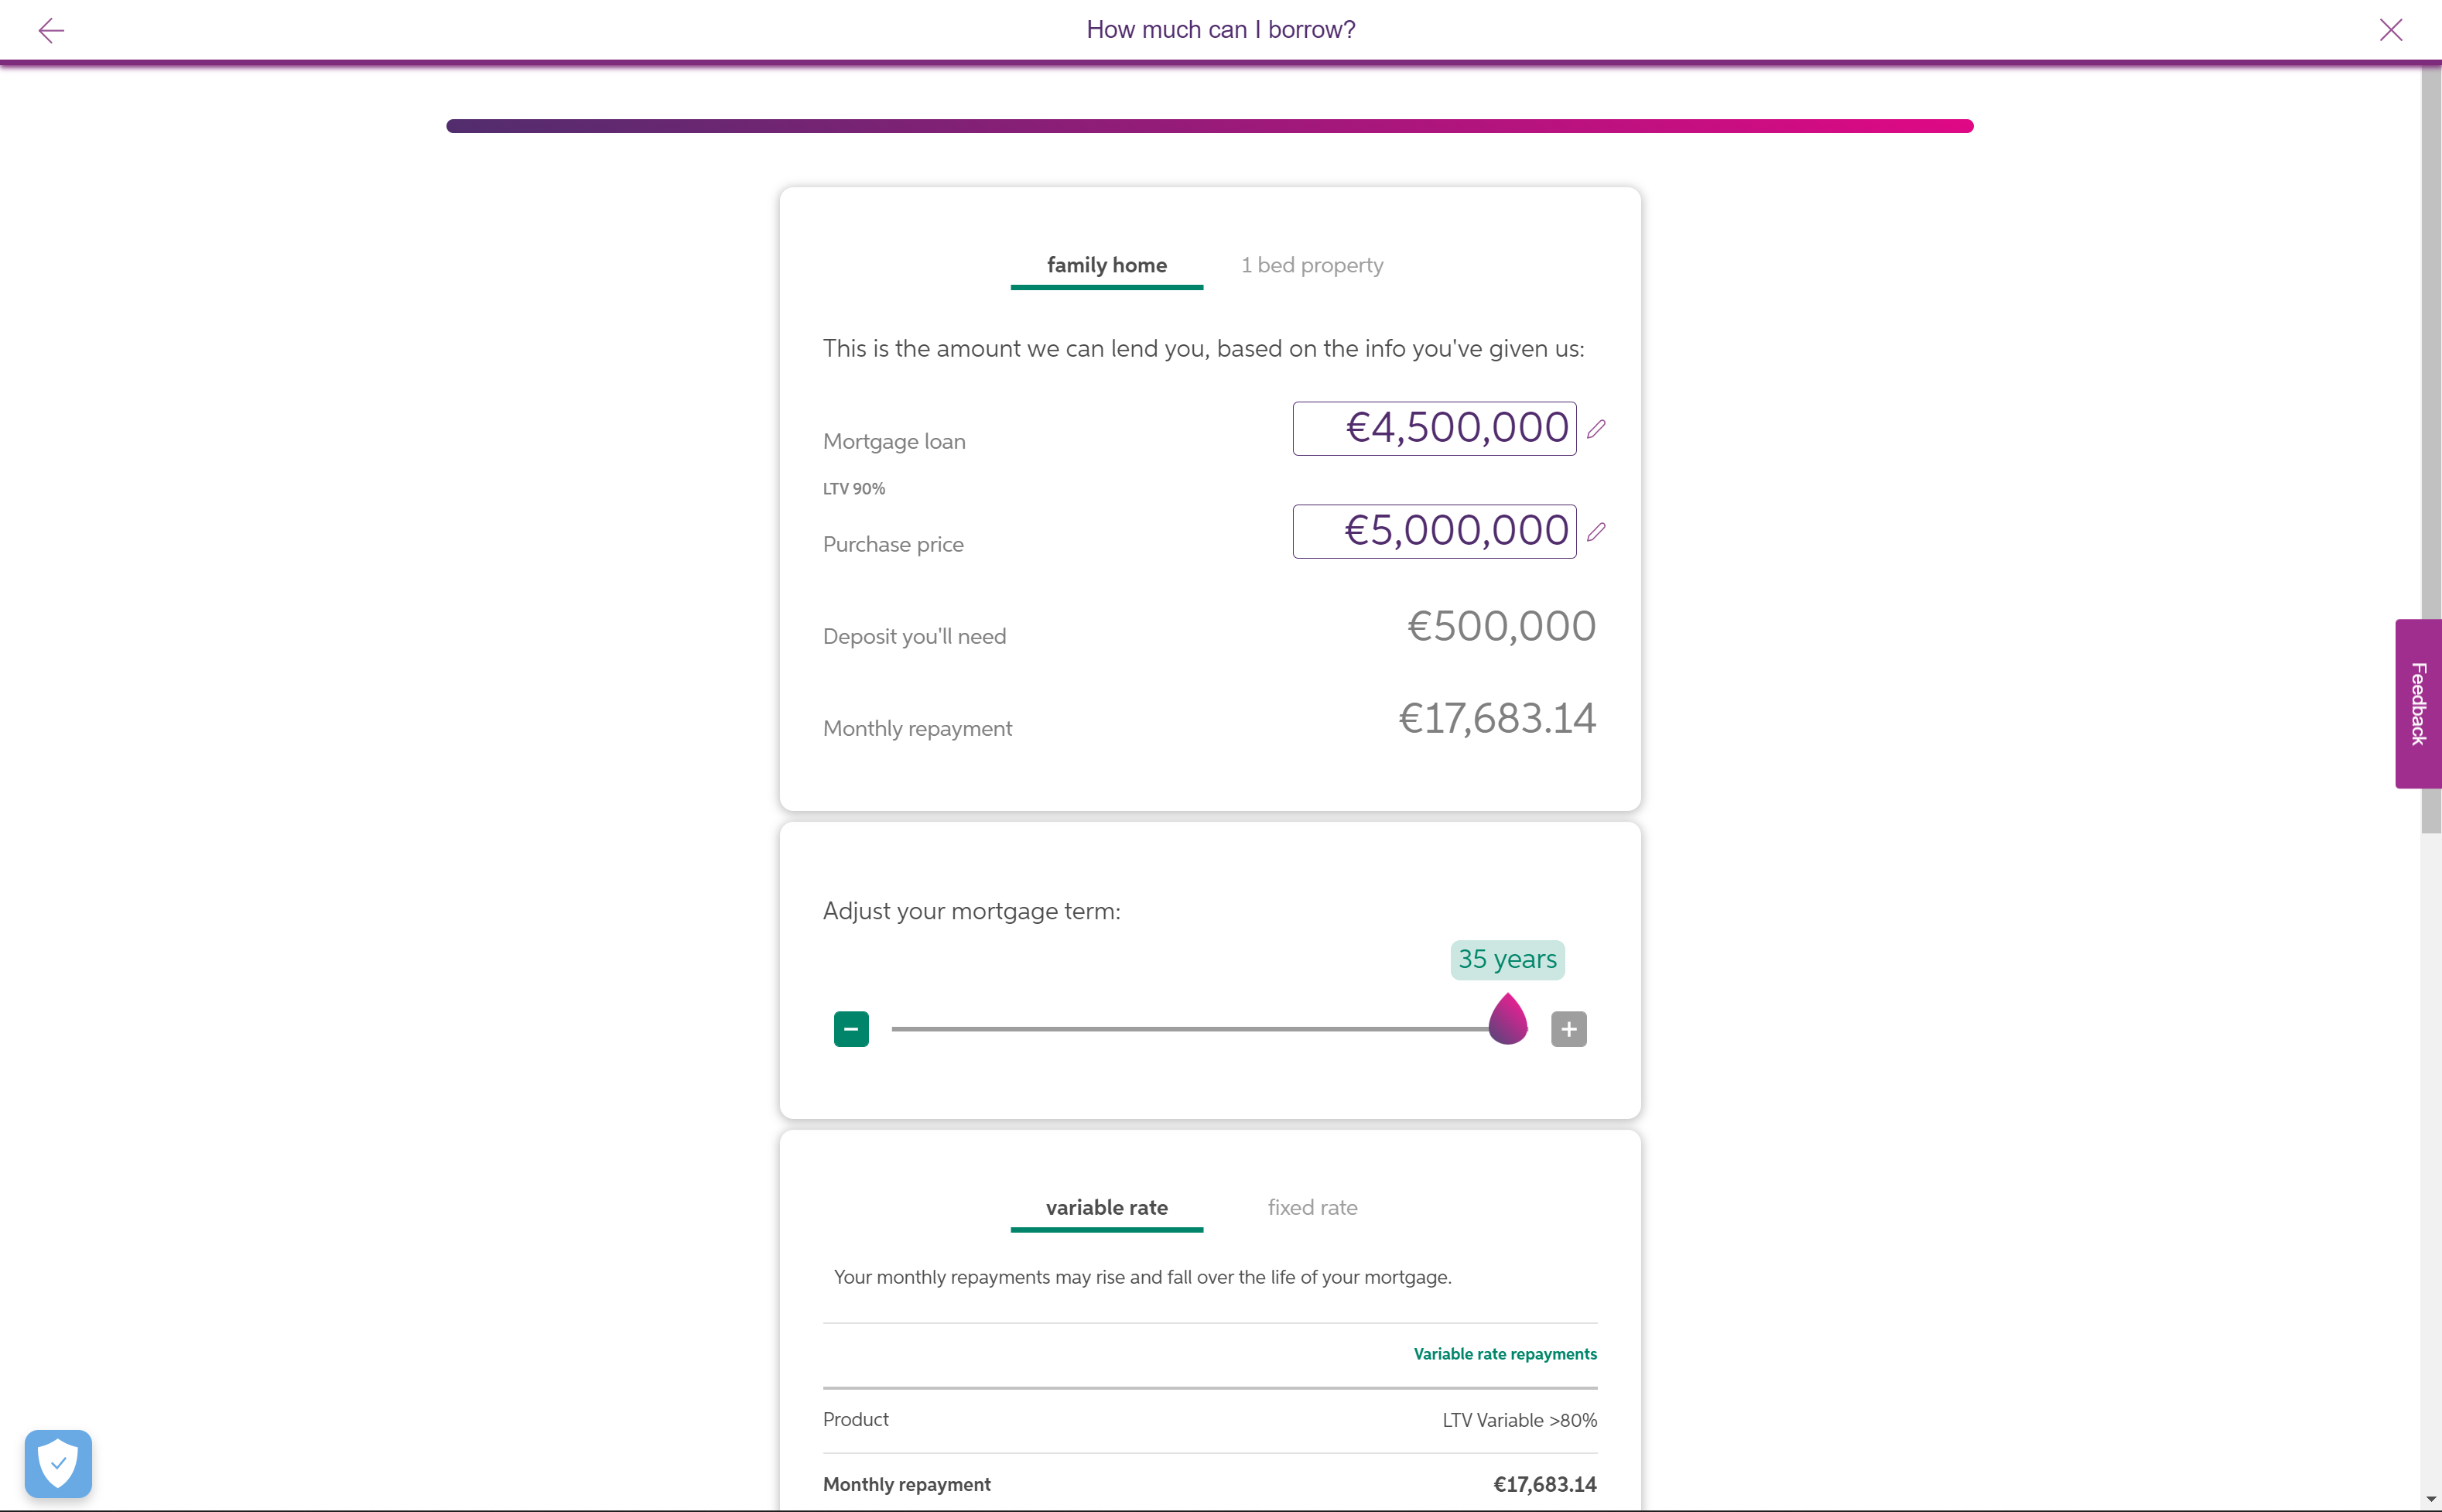 How much can I borrow?
family home
1 bed property
This is the amount we can lend you, based on the info you've given us:
Mortgage loan
€4,500,000
LTV 90%
Purchase price
€5,000,000
Deposit you'll need
€500,000
Monthly repayment
€17,683.14
Feedback
Adjust your mortgage term:
35 years
variable rate
fixed rate
Your monthly repayments may rise and fall over the life of your mortgage.
Variable rate repayments
Product
LTV Variable >80%
Monthly repayment
€17,683.14